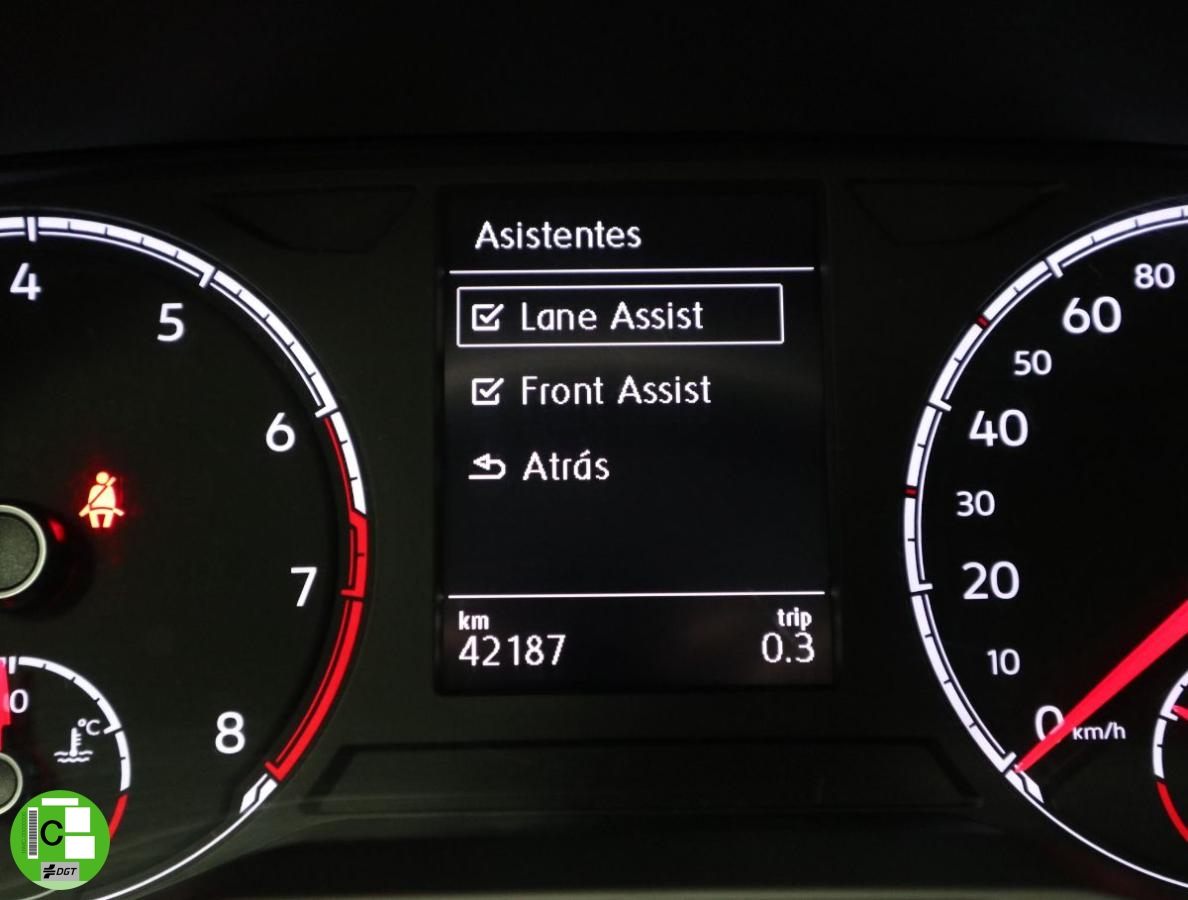 Asistentes
Lane Assist
Front Assist
Atrás
km
trip
42187
0.3
4
5
6
7
8
°C
80
60
50
40
30
20
10
0
km/h
C
DGT